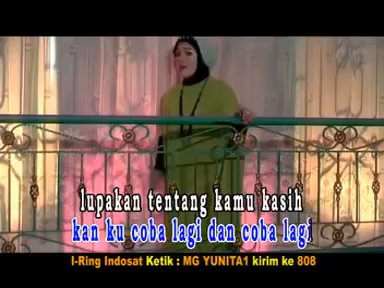 lupakan tentang kamu kasih
kan ku coba lagi dan coba lagi
I-Ring Indosat Ketik : MG YUNITA1 kirim ke 808